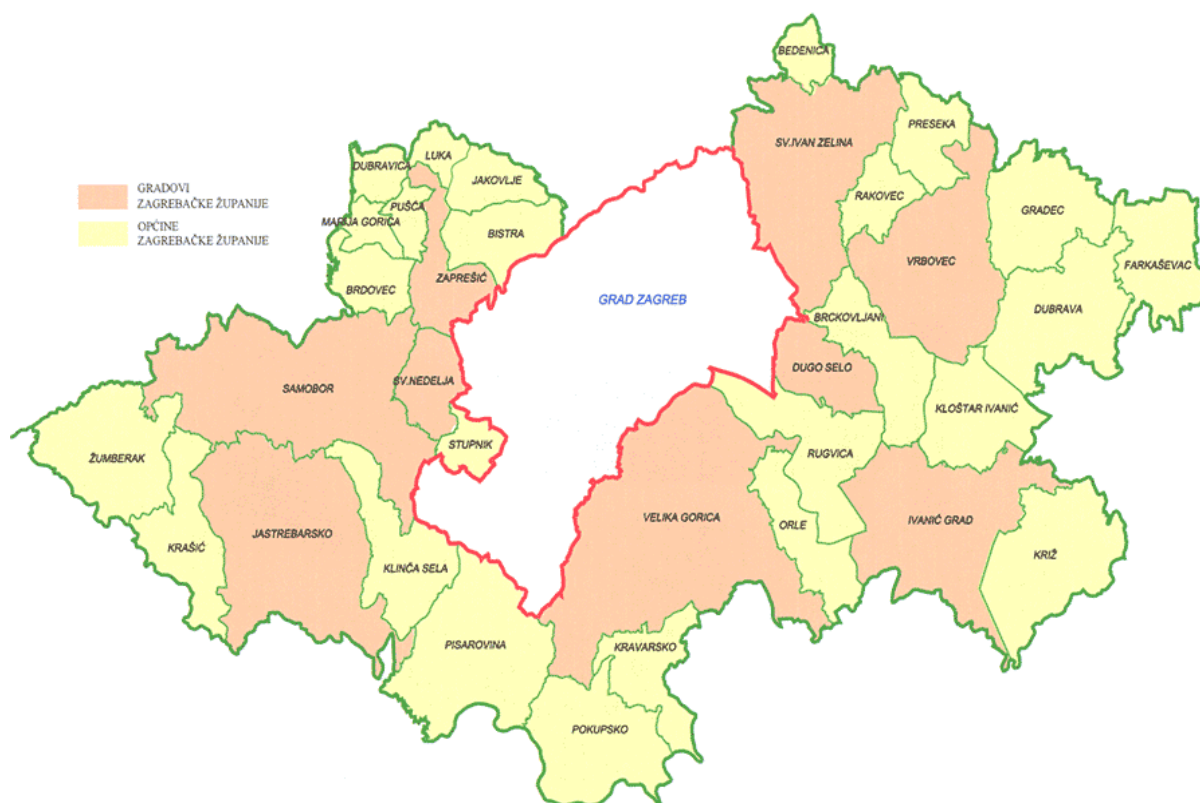 BEDENICA
SV.IVAN ZELINA
PRESEKA
LUKA
DUBRAVICA
JAKOVLJE
GRADOVI
ZAGREBAČKE ŽUPANIJE
PUŠĆA
RAKOVEC
MARIJA GORICA
GRADEC
OPĆINE
ZAGREBAČKE ŽUPANIJE
BISTRA
VRBOVEC
FARKAŠEVAC
ZAPREŠIĆ
BRDOVEC
GRAD ZAGREB
DUBRAVA
BRCKOVLJANI
DUGO SELO
SV.NEDELJA
SAMOBOR
KLOŠTAR IVANIĆ
STUPNIK
RUGVICA
ŽUMBERAK
VELIKA GORICA
IVANIĆ GRAD
ORLE
JASTREBARSKO
KRAŠIĆ
KRIŽ
KLINČA SELA
PISAROVINA
KRAVARSKO
POKUPSKO